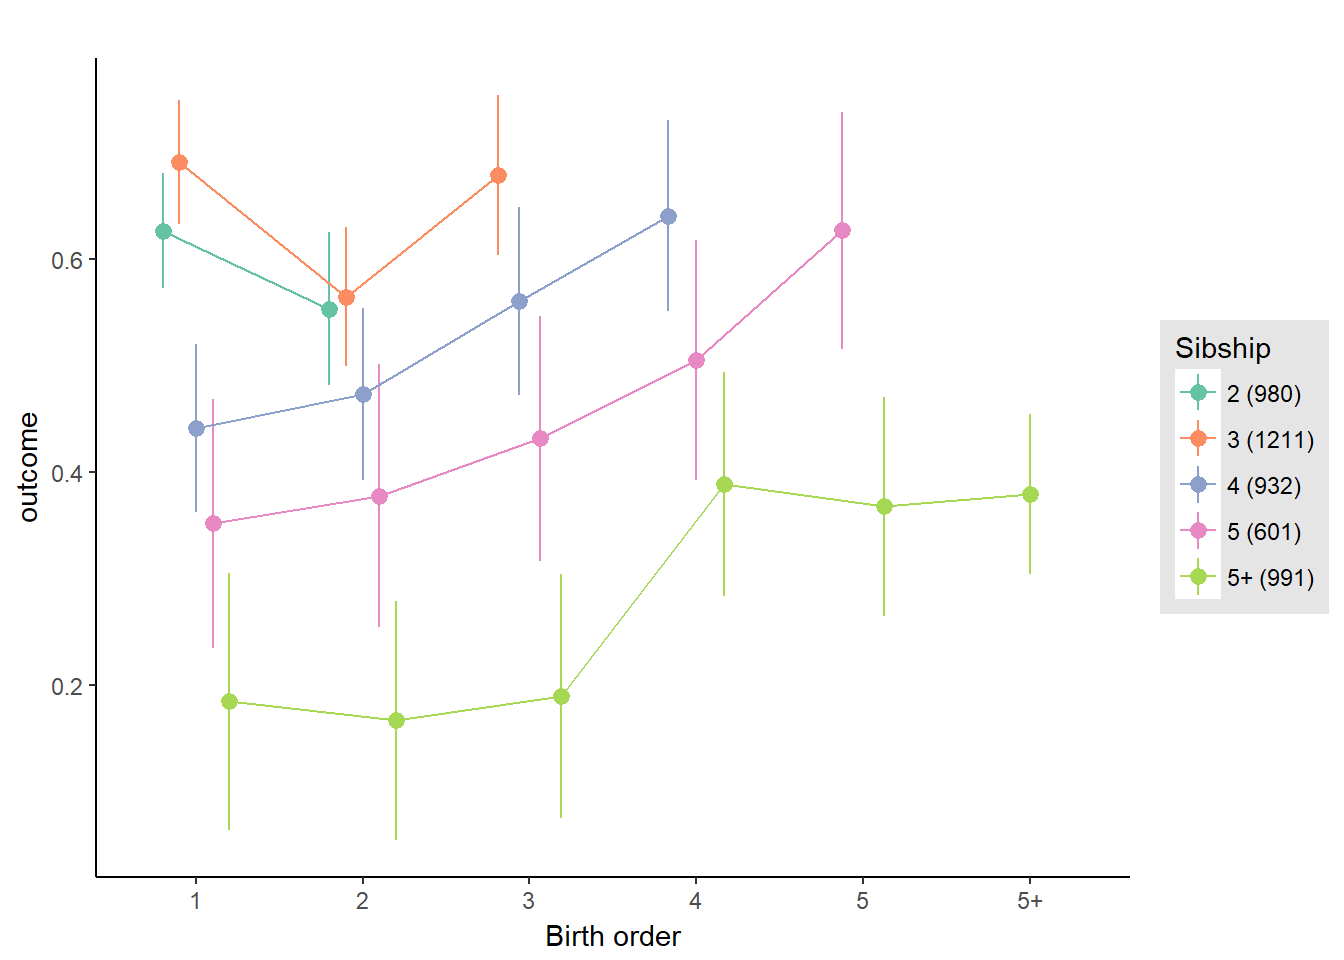 0.6
0.4
0.2
outcome
1 2 3 4 5 5+
Birth order
Sibship
2 (980)
3 (1211)
4 (932)
5 (601)
5+ (991)